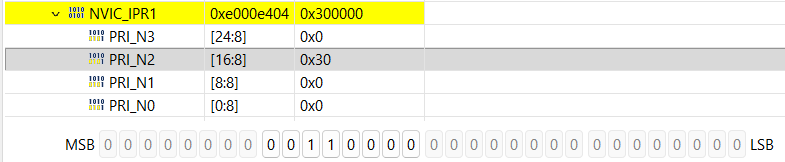 NVIC_IPR1 0xe000e404 0x300000
PRI_N3 [24:8] 0x0
PRI_N2 [16:8] 0x30
PRI_N1 [8:8] 0x0
PRI_N0 [0:8] 0x0
MSB 0 0 0 0 0 0 0 0 0 0 1 1 0 0 0 0 0 0 0 0 0 0 0 0 0 0 0 0 0 0 0 0 LSB